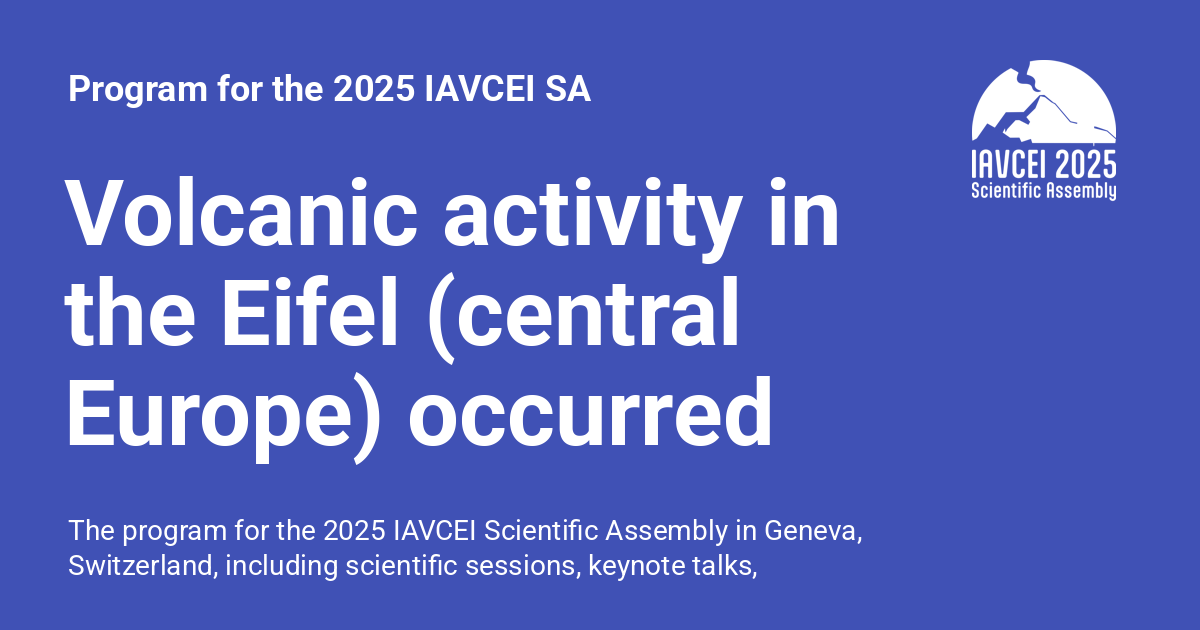 Program for the 2025 IAVCEI SA
IAVCEI 2025
Scientific Assembly
Volcanic activity in
the Eifel (central
Europe) occurred
The program for the 2025 IAVCEI Scientific Assembly in Geneva,
Switzerland, including scientific sessions, keynote talks,